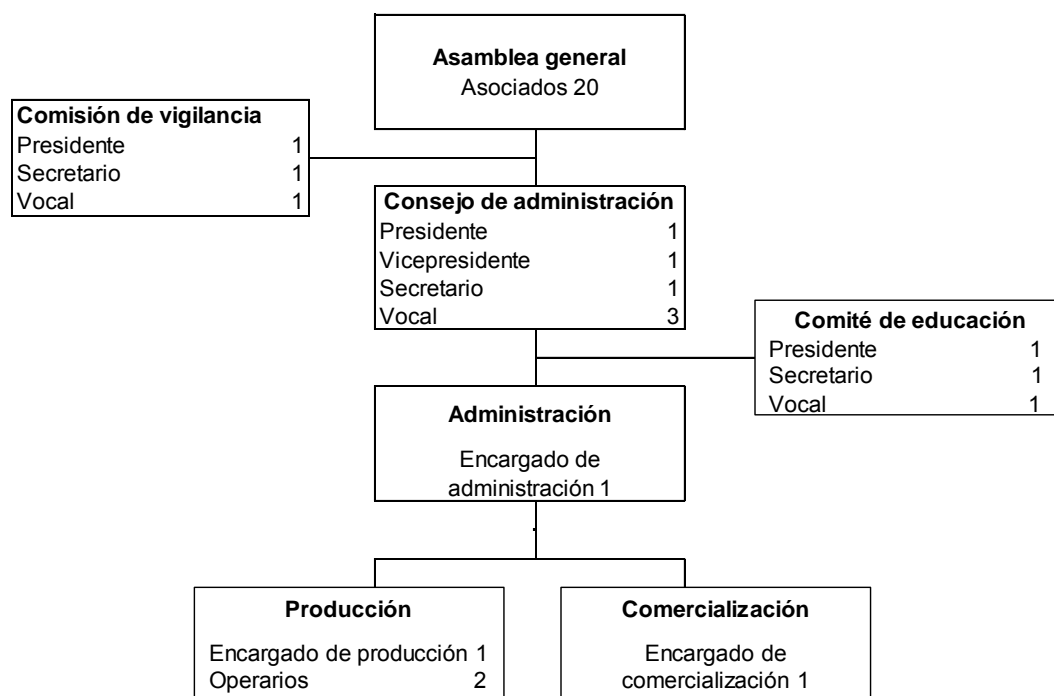 Asamblea general
Asociados 20
Comisión de vigilancia
Presidente 1
Secretario 1
Vocal 1
Consejo de administración
Presidente 1
Vicepresidente 1
Secretario 1
Vocal 3
Comité de educación
Presidente 1
Secretario 1
Vocal 1
Administración
Encargado de
administración 1
Producción
Encargado de producción 1
Operarios 2
Comercialización
Encargado de
comercialización 1